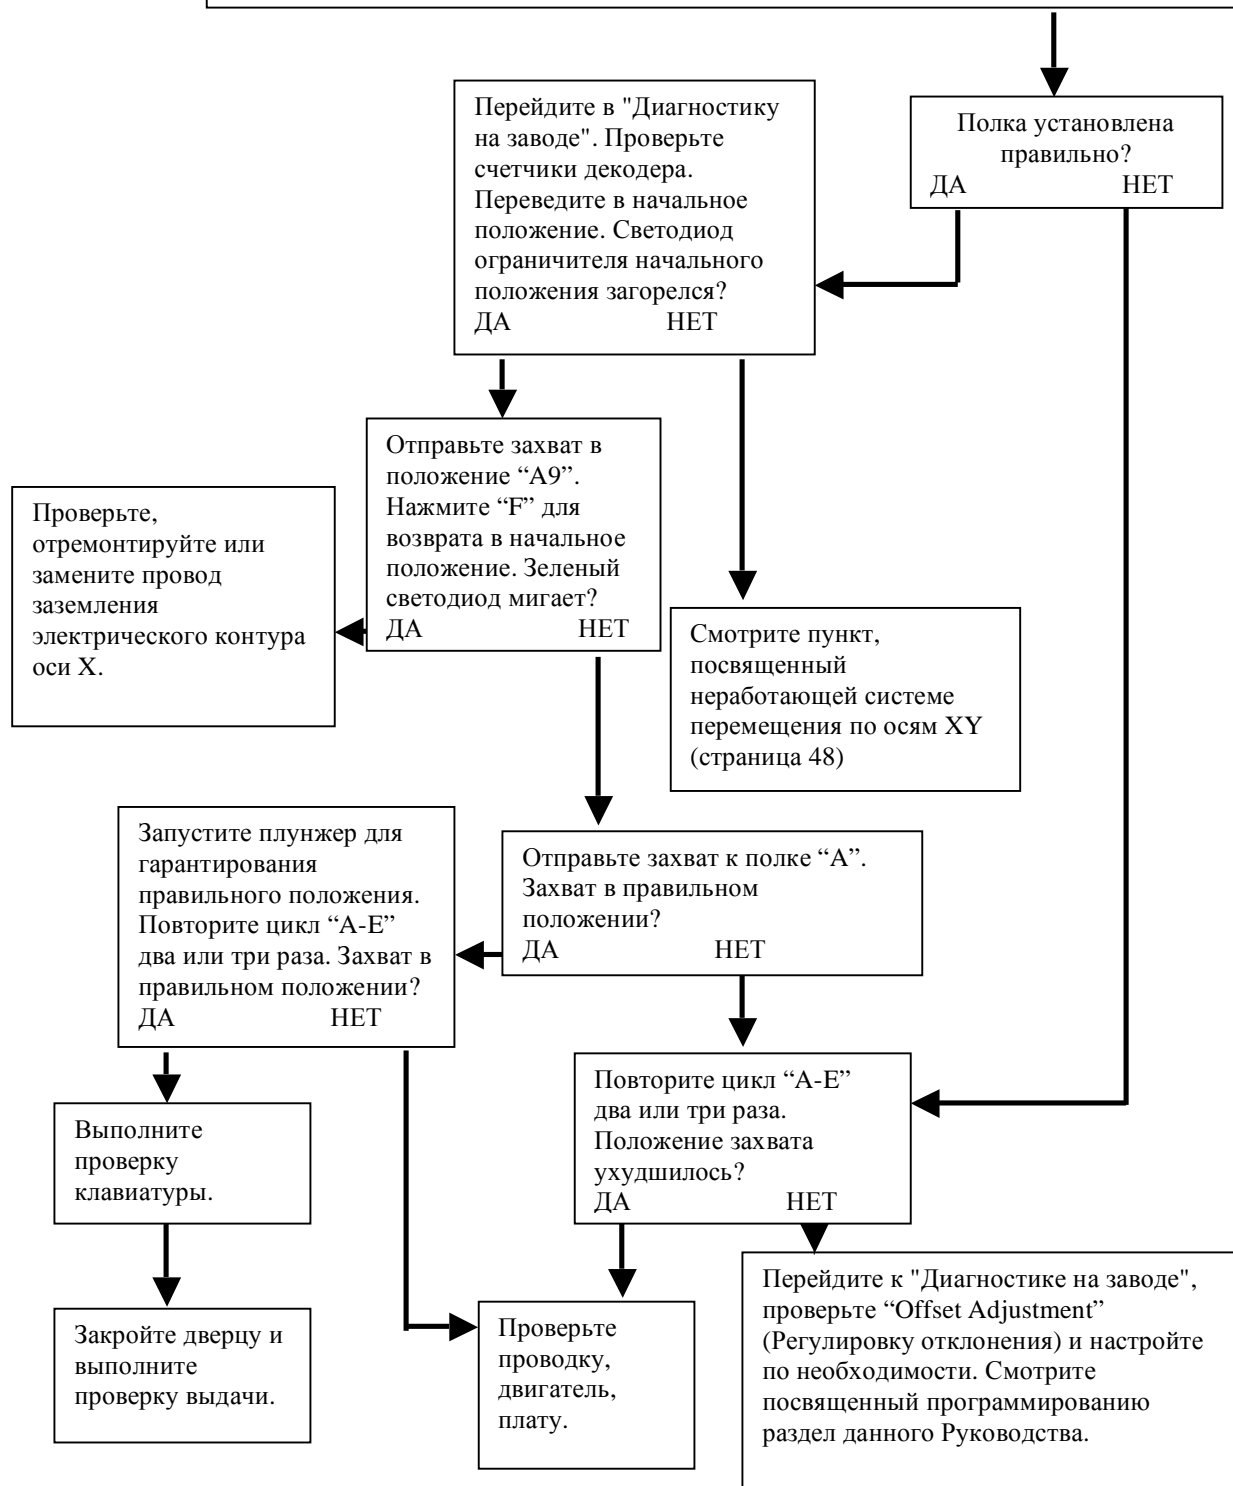 Полка установлена
правильно?
ДА НЕТ
Перейдите в "Диагностику
на заводе". Проверьте
счетчики декодера.
Переведите в начальное
положение. Светодиод
ограничителя начального
положения загорелся?
ДА НЕТ
Отправьте захват в
положение “A9”.
Нажмите “F” для
возврата в начальное
положение. Зеленый
светодиод мигает?
ДА НЕТ
Проверьте,
отремонтируйте или
замените провод
заземления
электрического контура
оси X.
Смотрите пункт,
посвященный
неработающей системе
перемещения по осям XY
(страница 48)
Отправьте захват к полке “A”.
Захват в правильном
положении?
ДА НЕТ
Запустите плунжер для
гарантирования
правильного положения.
Повторите цикл “A-E”
два или три раза. Захват в
правильном положении?
ДА НЕТ
Повторите цикл “A-E”
два или три раза.
Положение захвата
ухудшилось?
ДА НЕТ
Выполните
проверку
клавиатуры.
Закройте дверцу и
выполните
проверку выдачи.
Проверьте
проводку,
двигатель,
плату.
Перейдите к "Диагностике на заводе",
проверьте “Offset Adjustment”
(Регулировку отклонения) и настройте
по необходимости. Смотрите
посвященный программированию
раздел данного Руководства.